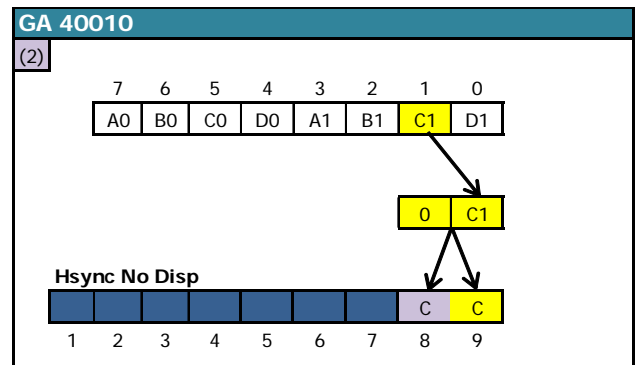 GA 40010
(2)
7 6 5 4 3 2 1 0
A0 B0 C0 D0 A1 B1 C1 D1
0 C1
Hsync No Disp
C C
1 2 3 4 5 6 7 8 9